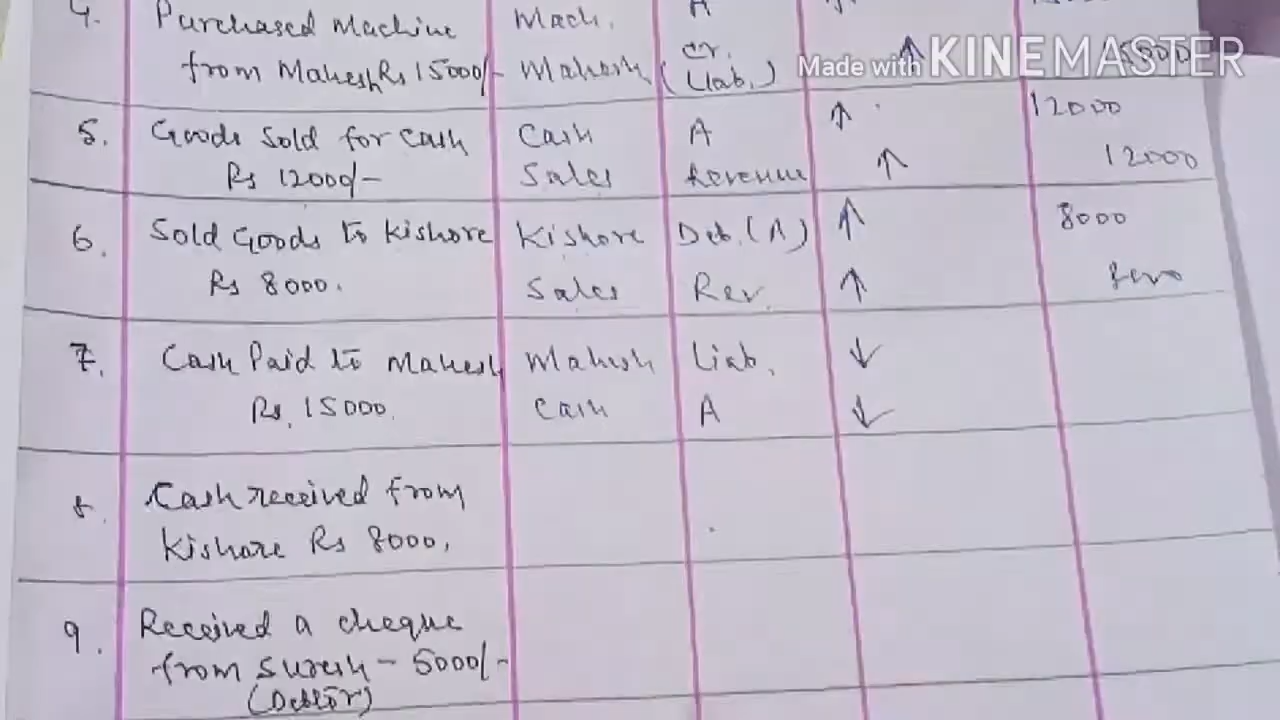 4. Purchased Machine Mach. A
from Mahesh Rs 15000/- Mahesh Cr. (Liab.) ↑
Made with KINEMASTER
5. Goods Sold for Cash Cash A ↑ 12000
Rs 12000/- Sales Revenue ↑ 12000
6. Sold Goods to Kishore Kishore Deb. (A) ↑ 8000
Rs 8000. Sales Rev. ↑
7. Cash Paid to Mahesh Mahesh Liab. ↓
Rs. 15000. Cash A ↓
8. Cash received from
Kishore Rs 8000.
9. Received a cheque
from Suresh - 5000/-
(Debtor)